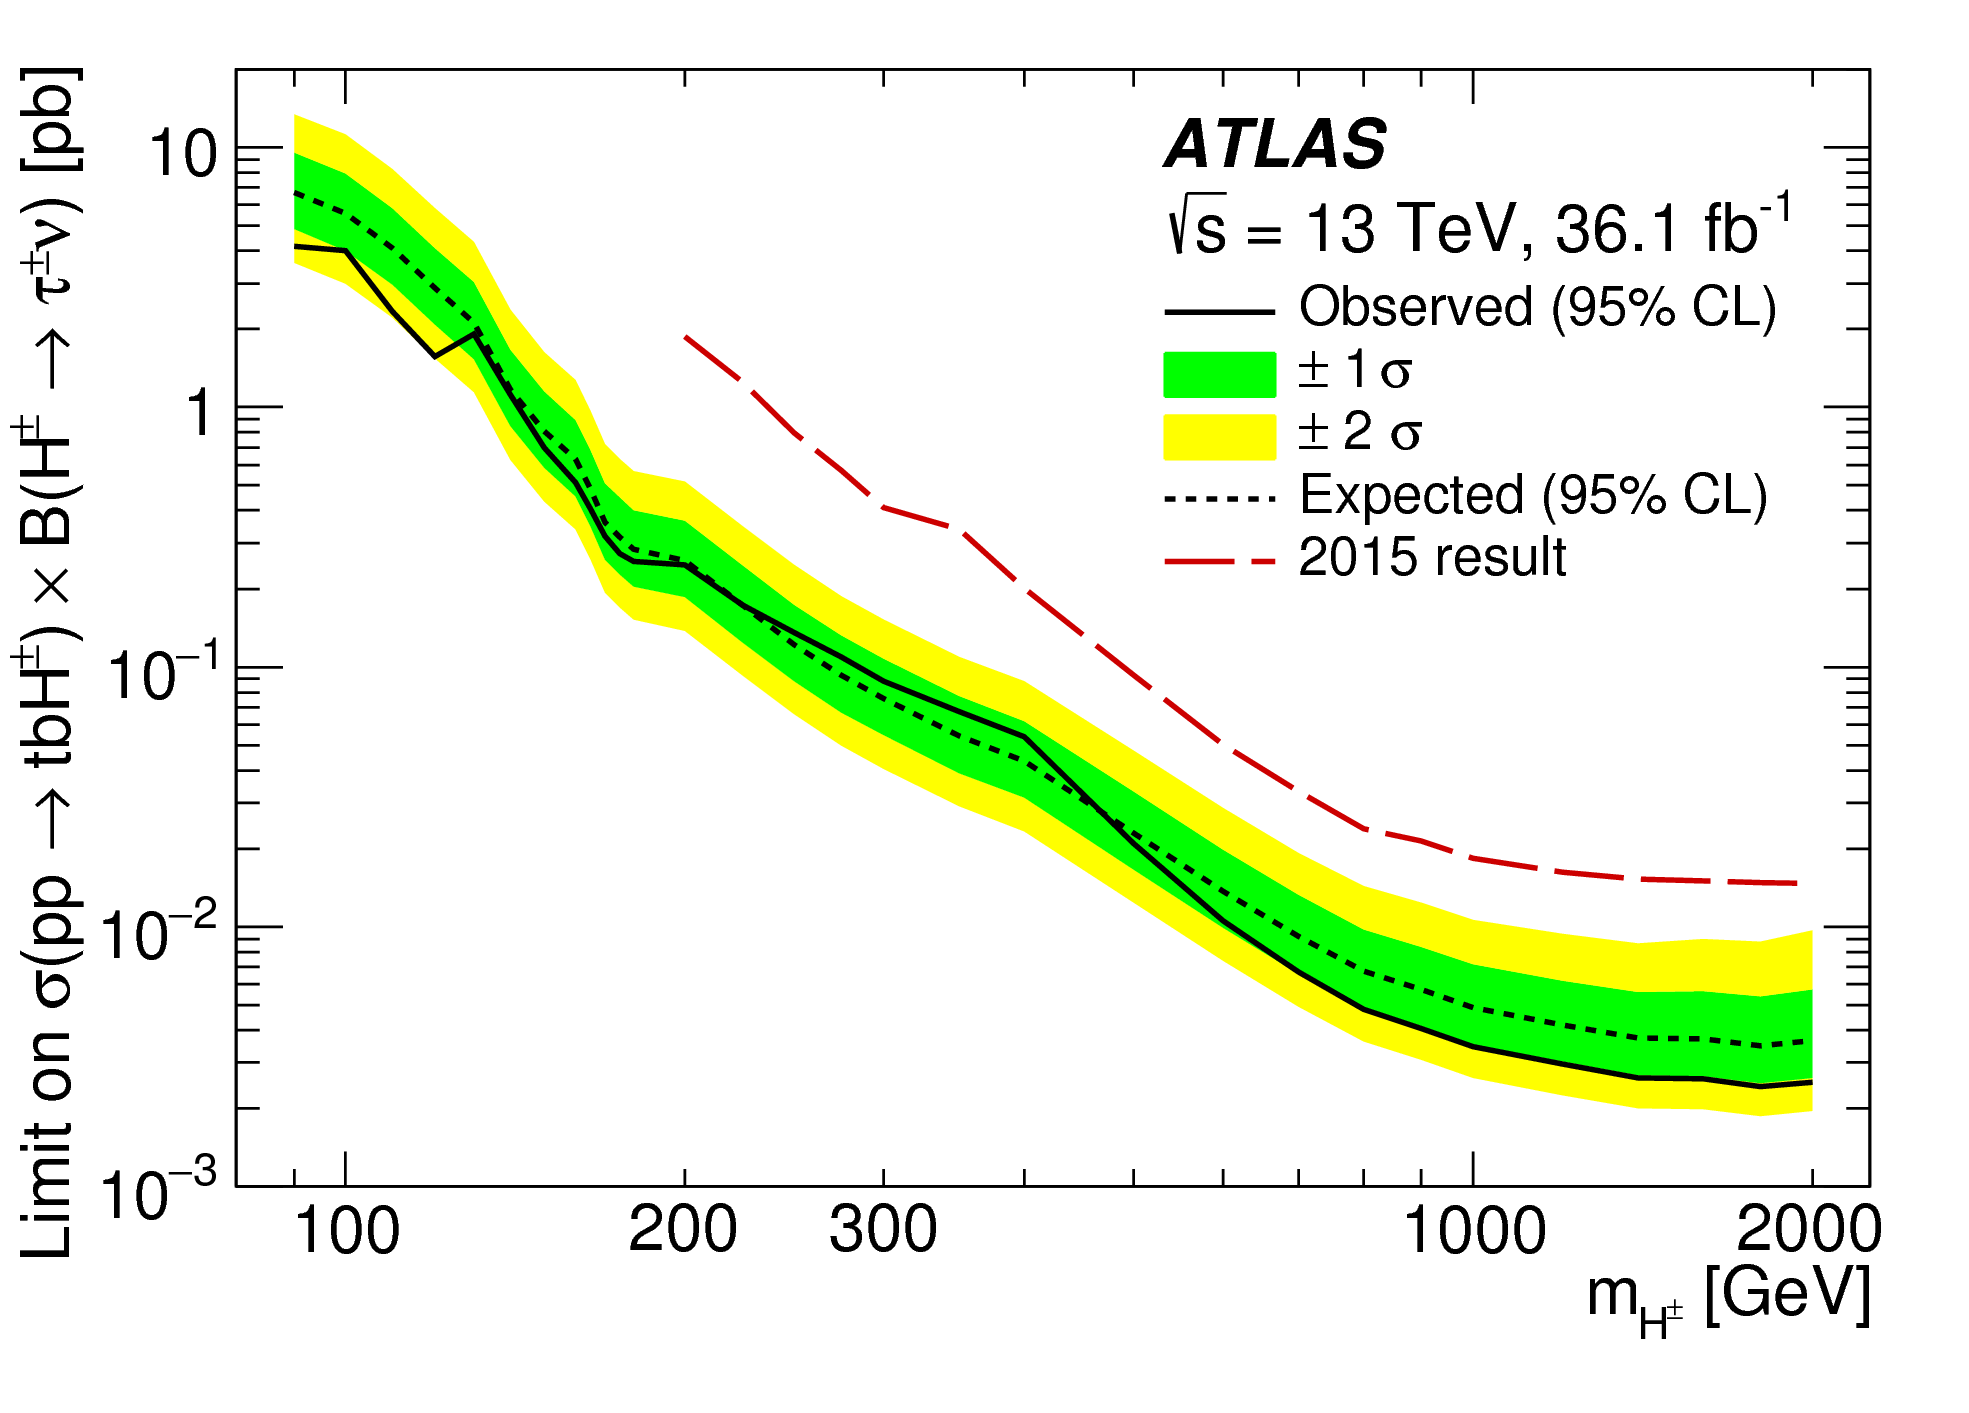 Limit on σ(pp → tbH±) × B(H± → τ±ν) [pb]
10
1
10−1
10−2
10−3
ATLAS
√s = 13 TeV, 36.1 fb-1
Observed (95% CL)
± 1 σ
± 2 σ
Expected (95% CL)
2015 result
100 200 300 1000 2000
mH± [GeV]